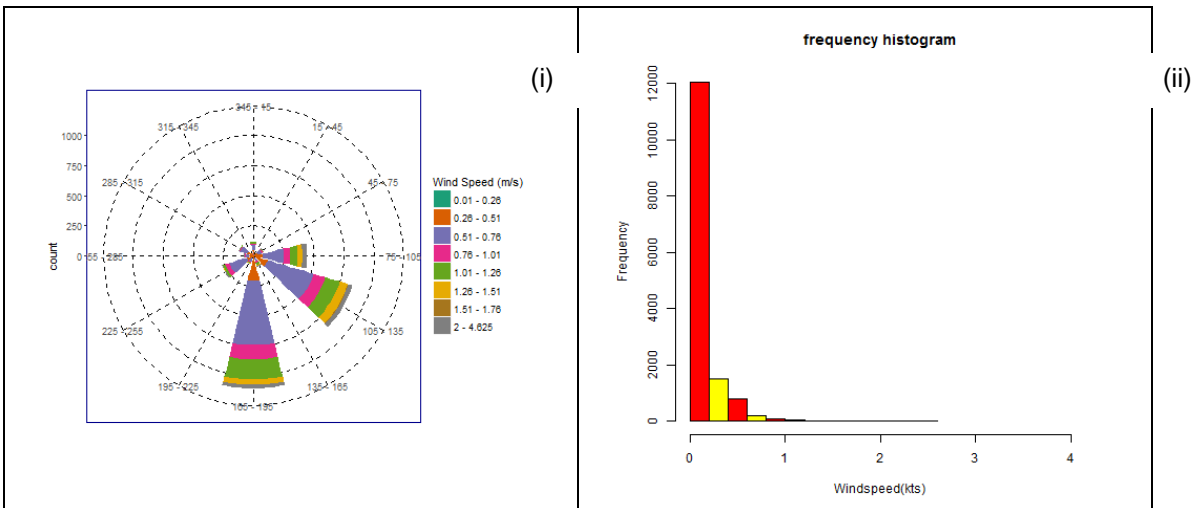 (i)
345 - 15
315 - 345
15 - 45
285 - 315
45 - 75
55 - 285
75 - 105
225 - 255
105 - 135
195 - 225
135 - 165
165 - 195
1000
750
500
250
0
count
Wind Speed (m/s)
0.01 - 0.26
0.26 - 0.51
0.51 - 0.76
0.76 - 1.01
1.01 - 1.26
1.26 - 1.51
1.51 - 1.76
2 - 4.625
frequency histogram
(ii)
12000
10000
8000
6000
4000
2000
0
Frequency
0 1 2 3 4
Windspeed(kts)